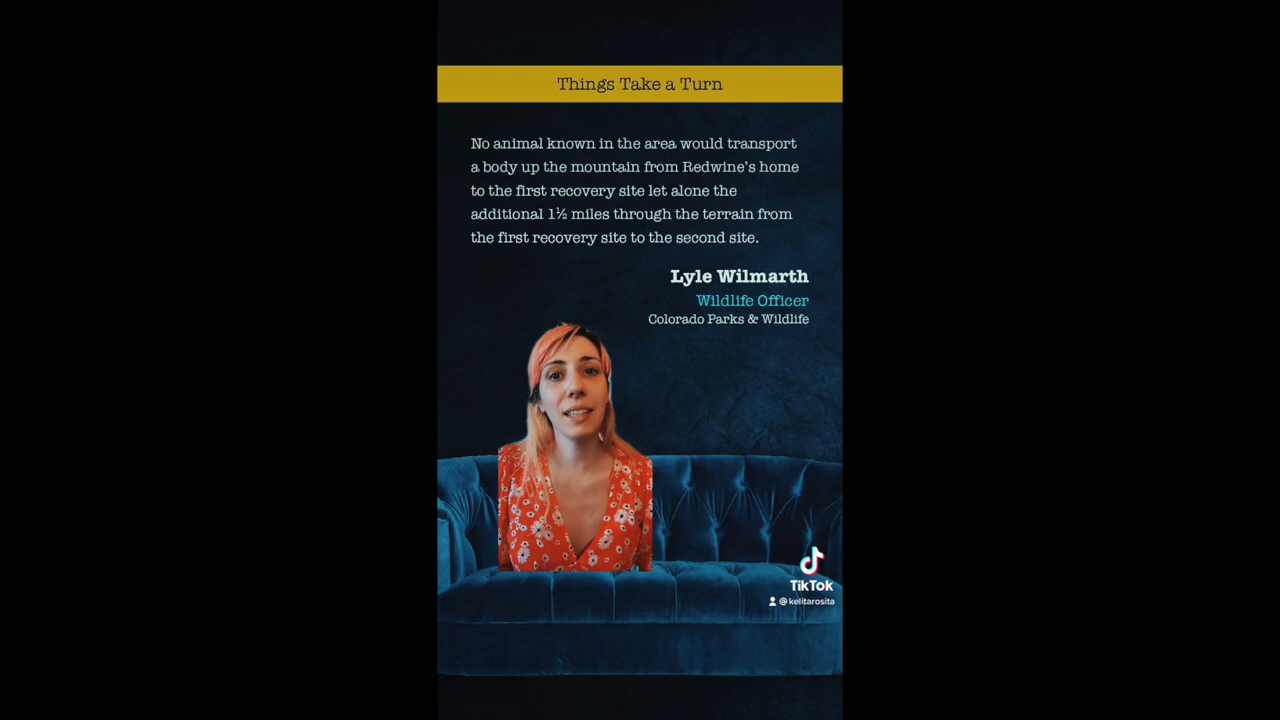 Things Take a Turn
No animal known in the area would transport
a body up the mountain from Redwine's home
to the first recovery site let alone the
additional 1½ miles through the terrain from
the first recovery site to the second site.
Lyle Wilmarth
Wildlife Officer
Colorado Parks & Wildlife
TikTok
@kelitarosita